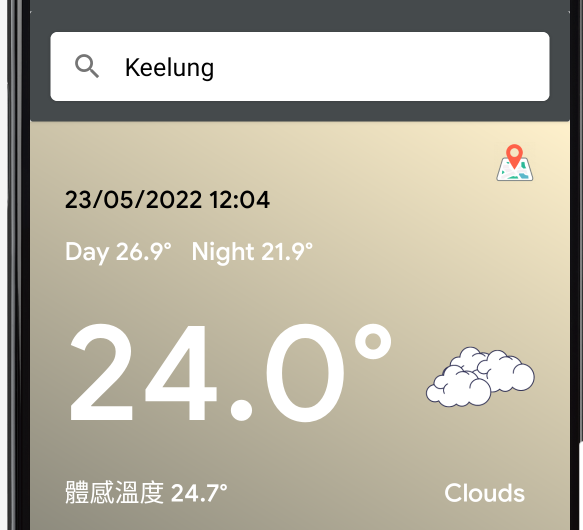 Keelung
23/05/2022 12:04
Day 26.9° Night 21.9°
24.0°
體感溫度 24.7°
Clouds